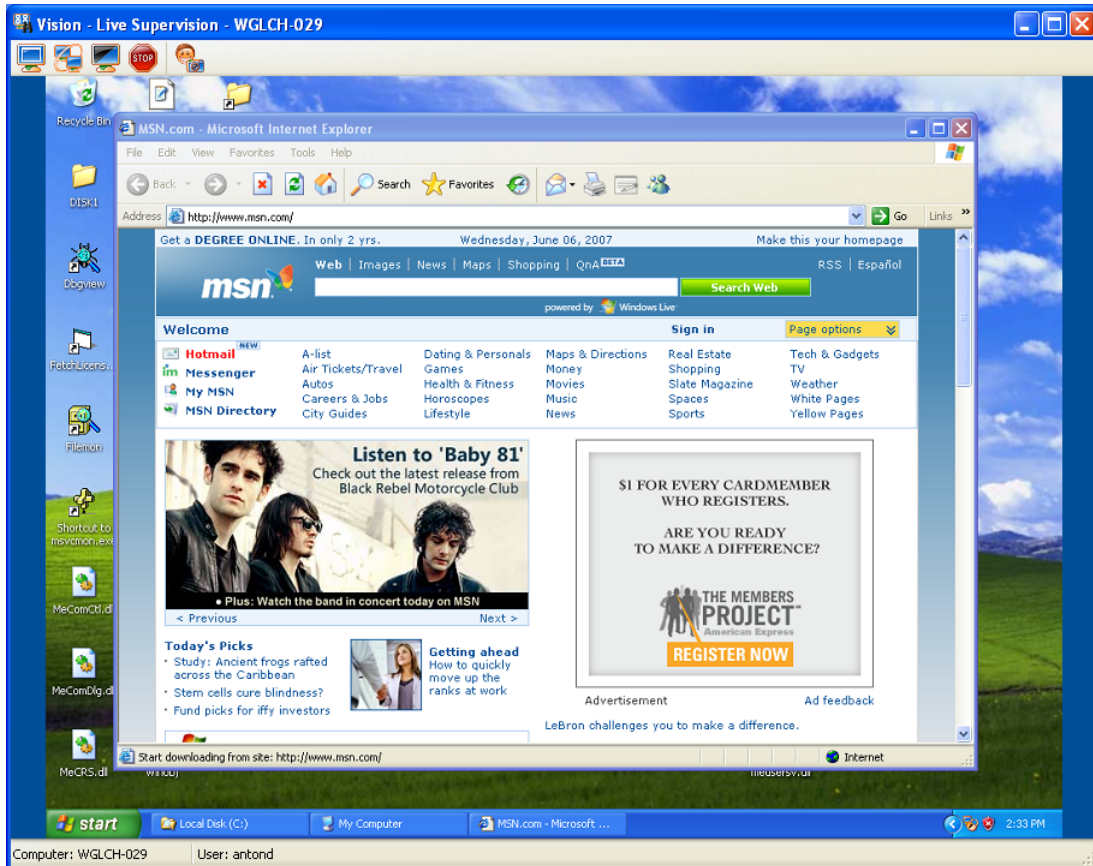 Vision - Live Supervision - WGLCH-029
STOP
Recycle Bin
MSN.com - Microsoft Internet Explorer
File Edit View Favorites Tools Help
Back Search Favorites
DISK1
Address http://www.msn.com/ Go Links »
Get a DEGREE ONLINE. In only 2 yrs. Wednesday, June 06, 2007 Make this your homepage
Web | Images | News | Maps | Shopping | QnA BETA RSS | Español
Dbgview
msn
Search Web
powered by Windows Live™
Welcome Sign in Page options
FetchLicens...
NEW
Hotmail A-list Dating & Personals Maps & Directions Real Estate Tech & Gadgets
Messenger Air Tickets/Travel Games Money Shopping TV
My MSN Autos Health & Fitness Movies Slate Magazine Weather
Careers & Jobs Horoscopes Music Spaces White Pages
MSN Directory City Guides Lifestyle News Sports Yellow Pages
Filemon
Listen to 'Baby 81'
Check out the latest release from
Black Rebel Motorcycle Club
• Plus: Watch the band in concert today on MSN
< Previous Next >
$1 FOR EVERY CARDMEMBER
WHO REGISTERS.
ARE YOU READY
TO MAKE A DIFFERENCE?
THE MEMBERS
PROJECT
American Express
REGISTER NOW
Shortcut to
msvcmon.exe
MeComCtl.dl
Today's Picks
· Study: Ancient frogs rafted
across the Caribbean
· Stem cells cure blindness?
· Fund picks for iffy investors
Getting ahead
How to quickly
move up the
ranks at work
Advertisement Ad feedback
LeBron challenges you to make a difference.
MeComDlg.dl
Start downloading from site: http://www.msn.com/ Internet
MeCRS.dll winobj meusersv.dll
start Local Disk (C:) My Computer MSN.com - Microsoft ... 2:33 PM
Computer: WGLCH-029 User: antond